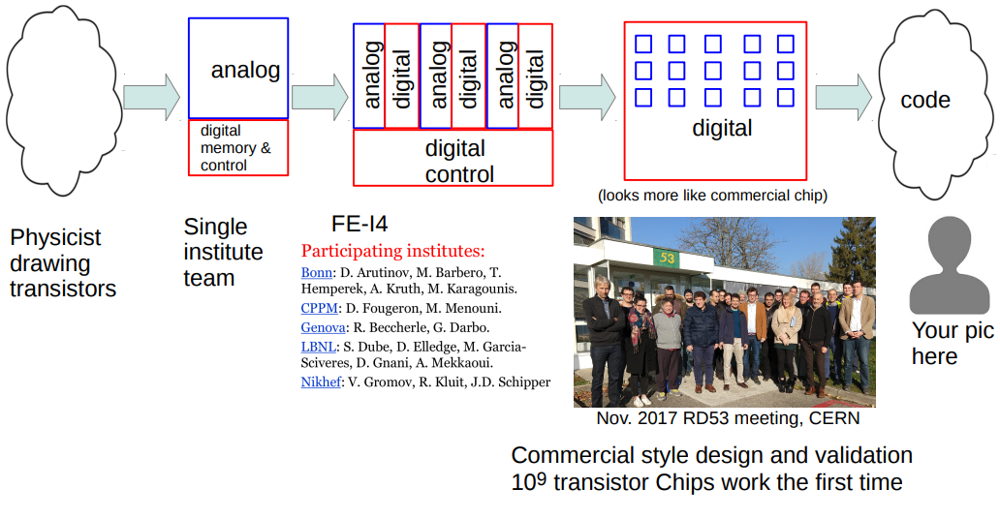 analog
digital
memory &
control
analog
digital
analog
digital
analog
digital
digital
control
digital
(looks more like commercial chip)
code
Physicist
drawing
transistors
Single
institute
team
FE-I4
Participating institutes:
Bonn: D. Arutinov, M. Barbero, T.
Hemperek, A. Kruth, M. Karagounis.
CPPM: D. Fougeron, M. Menouni.
Genova: R. Beccherle, G. Darbo.
LBNL: S. Dube, D. Elledge, M. Garcia-
Sciveres, D. Gnani, A. Mekkaoui.
Nikhef: V. Gromov, R. Kluit, J.D. Schipper
53
Nov. 2017 RD53 meeting, CERN
Your pic
here
Commercial style design and validation
10⁹ transistor Chips work the first time